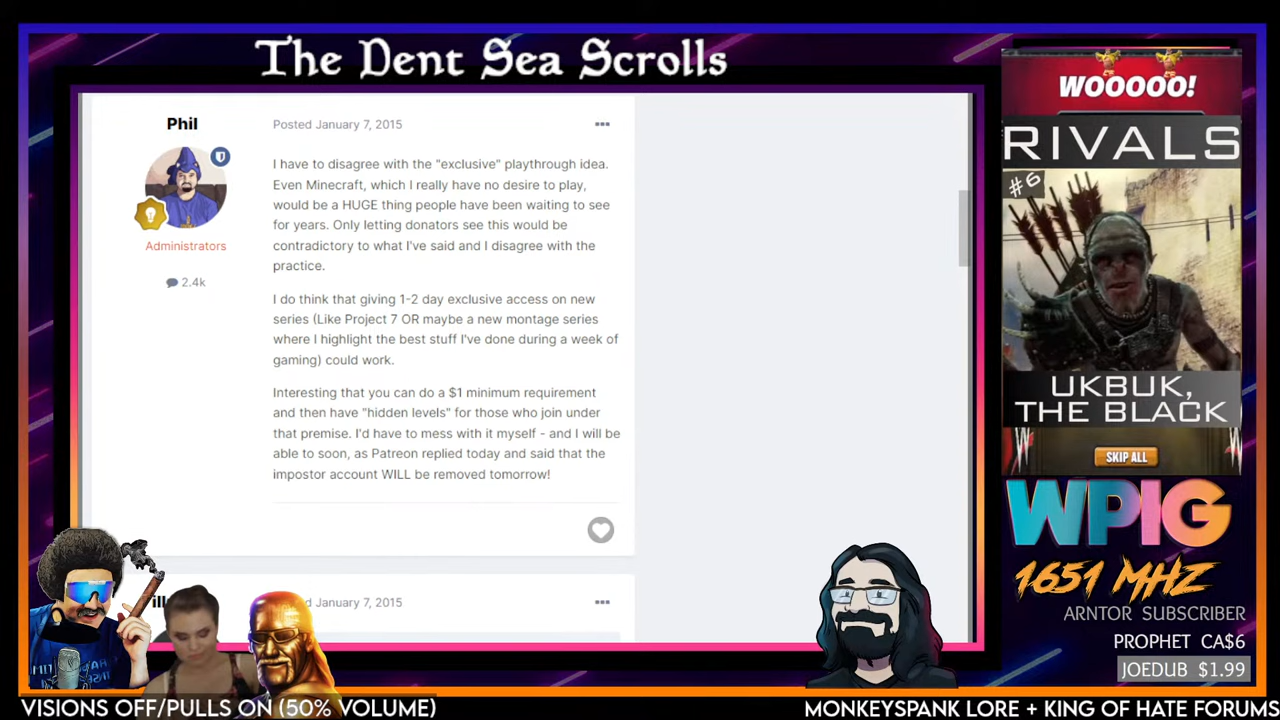 The Dent Sea Scrolls
Phil
Administrators
2.4k
Posted January 7, 2015
I have to disagree with the "exclusive" playthrough idea.
Even Minecraft, which I really have no desire to play,
would be a HUGE thing people have been waiting to see
for years. Only letting donators see this would be
contradictory to what I've said and I disagree with the
practice.
I do think that giving 1-2 day exclusive access on new
series (Like Project 7 OR maybe a new montage series
where I highlight the best stuff I've done during a week of
gaming) could work.
Interesting that you can do a $1 minimum requirement
and then have "hidden levels" for those who join under
that premise. I'd have to mess with it myself - and I will be
able to soon, as Patreon replied today and said that the
impostor account WILL be removed tomorrow!
January 7, 2015
WOOOOO!
RIVALS
#6
UKBUK,
THE BLACK
SKIP ALL
WPIG
1651 MHZ
ARNTOR SUBSCRIBER
PROPHET CA$6
JOEDUB $1.99
VISIONS OFF/PULLS ON (50% VOLUME)
MONKEYSPANK LORE + KING OF HATE FORUMS